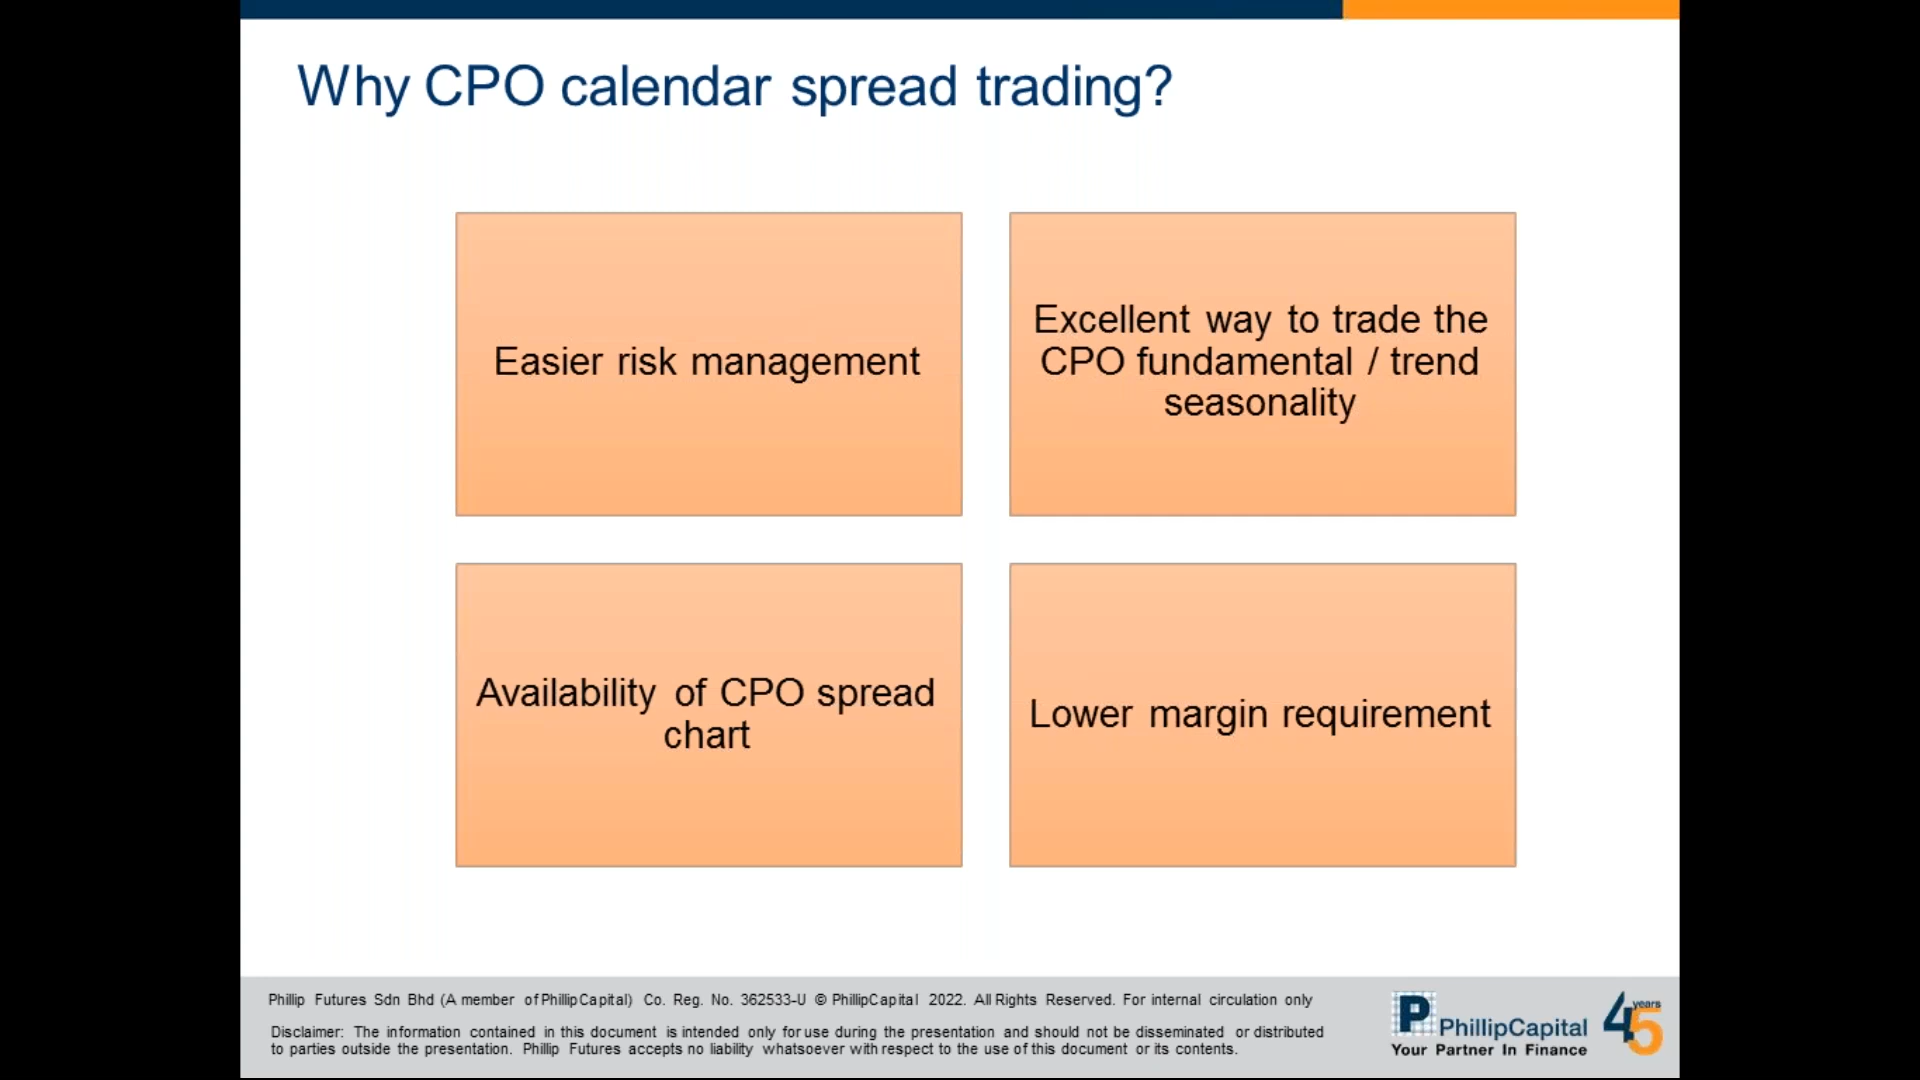 Why CPO calendar spread trading?
Easier risk management
Excellent way to trade the
CPO fundamental / trend
seasonality
Availability of CPO spread
chart
Lower margin requirement
Phillip Futures Sdn Bhd (A member of PhillipCapital) Co. Reg. No. 362533-U © PhillipCapital 2022. All Rights Reserved. For internal circulation only
Disclaimer: The information contained in this document is intended only for use during the presentation and should not be disseminated or distributed
to parties outside the presentation. Phillip Futures accepts no liability whatsoever with respect to the use of this document or its contents.
P PhillipCapital
Your Partner In Finance
45 years